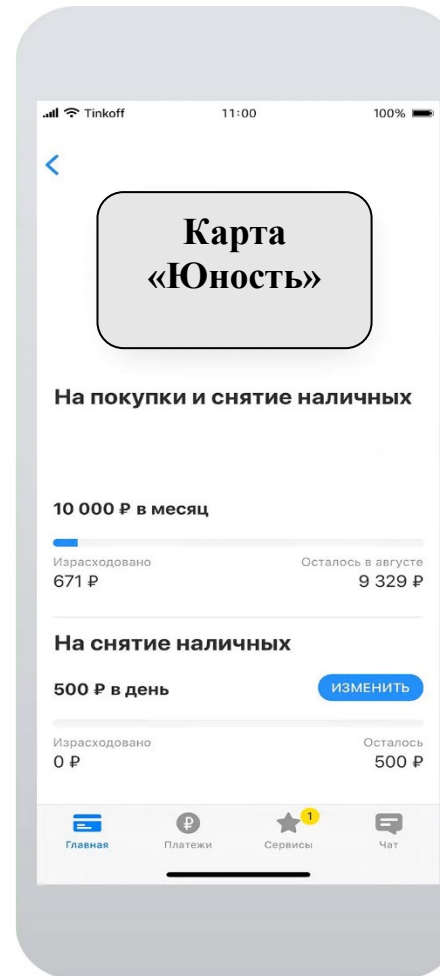 Tinkoff 11:00 100%
Карта
«Юность»
На покупки и снятие наличных
10 000 ₽ в месяц
Израсходовано Осталось в августе
671 ₽ 9 329 ₽
На снятие наличных
500 ₽ в день ИЗМЕНИТЬ
Израсходовано Осталось
0 ₽ 500 ₽
1
Главная Платежи Сервисы Чат